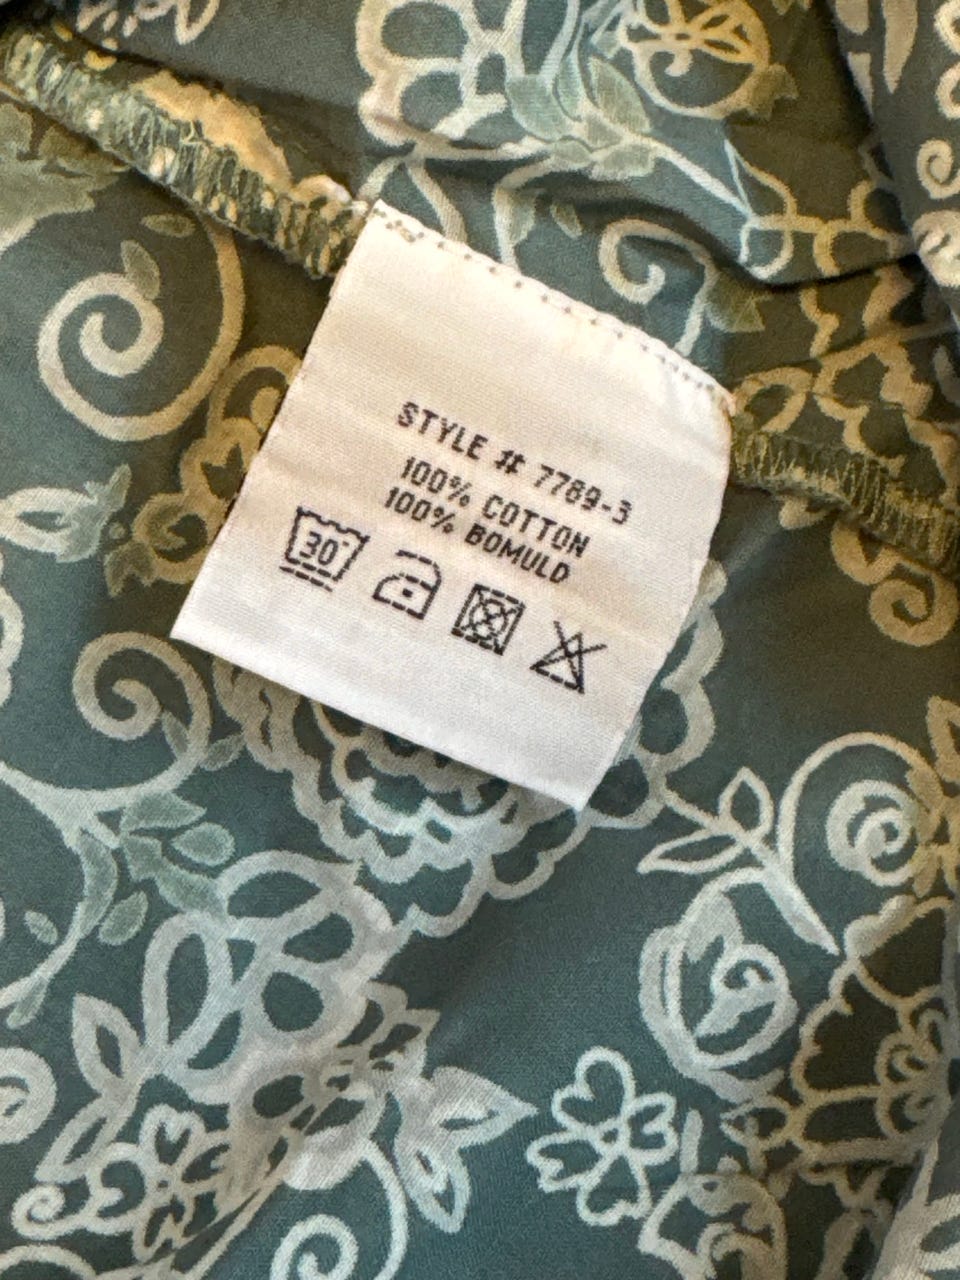 STYLE # 7769-3
100% COTTON
100% BOMULD
30°